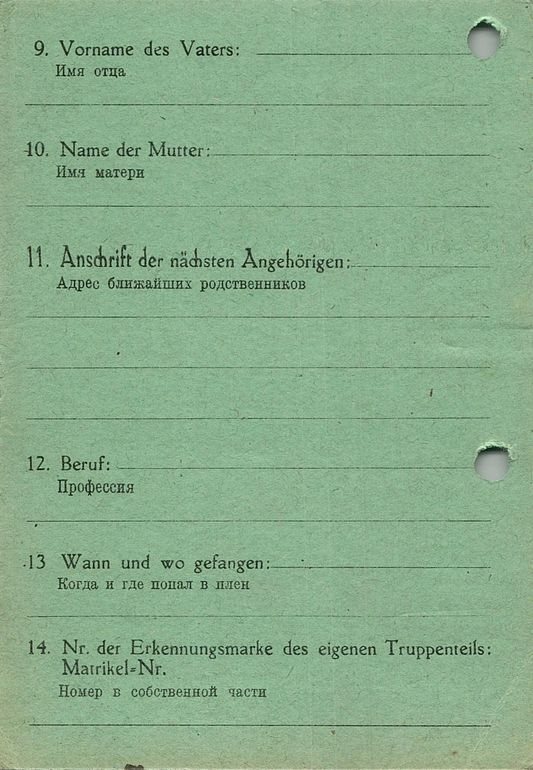 9. Vorname des Vaters:
Имя отца
10. Name der Mutter:
Имя матери
11. Anschrift der nächsten Angehörigen:
Адрес ближайших родственников
12. Beruf:
Профессия
13 Wann und wo gefangen:
Когда и где попал в плен
14. Nr. der Erkennungsmarke des eigenen Truppenteils:
Matrikel=Nr.
Номер в собственной части